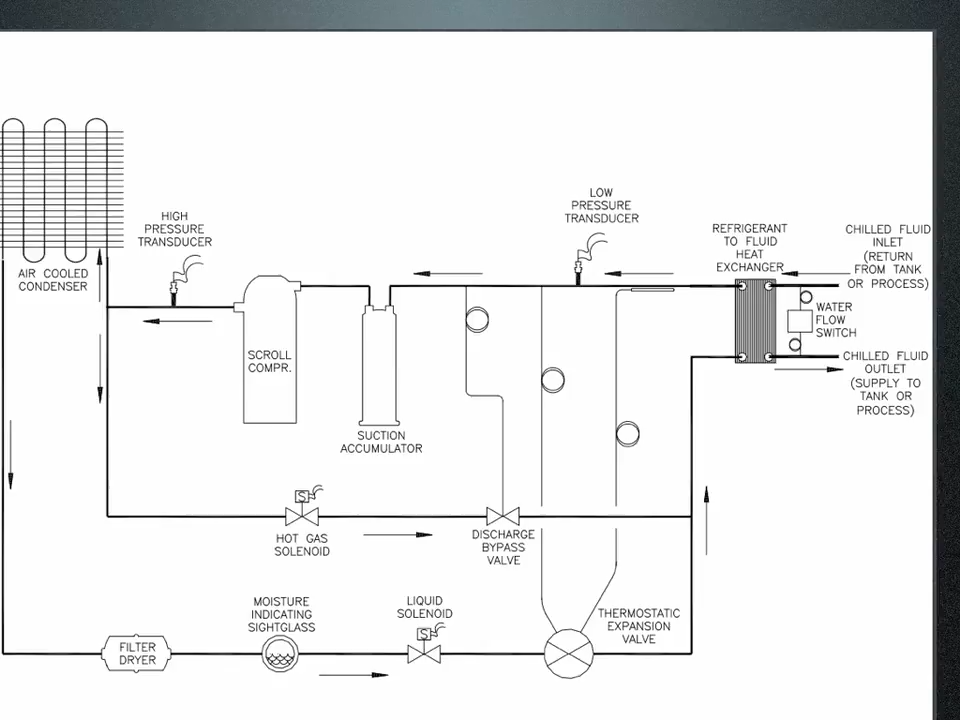 LOW
PRESSURE
TRANSDUCER
HIGH
PRESSURE
TRANSDUCER
REFRIGERANT
TO FLUID
HEAT
EXCHANGER
CHILLED FLUID
INLET
(RETURN
FROM TANK
OR PROCESS)
AIR COOLED
CONDENSER
WATER
FLOW
SWITCH
SCROLL
COMPR.
CHILLED FLUID
OUTLET
(SUPPLY TO
TANK OR
PROCESS)
SUCTION
ACCUMULATOR
S
HOT GAS
SOLENOID
DISCHARGE
BYPASS
VALVE
MOISTURE
INDICATING
SIGHTGLASS
LIQUID
SOLENOID
S
THERMOSTATIC
EXPANSION
VALVE
FILTER
DRYER